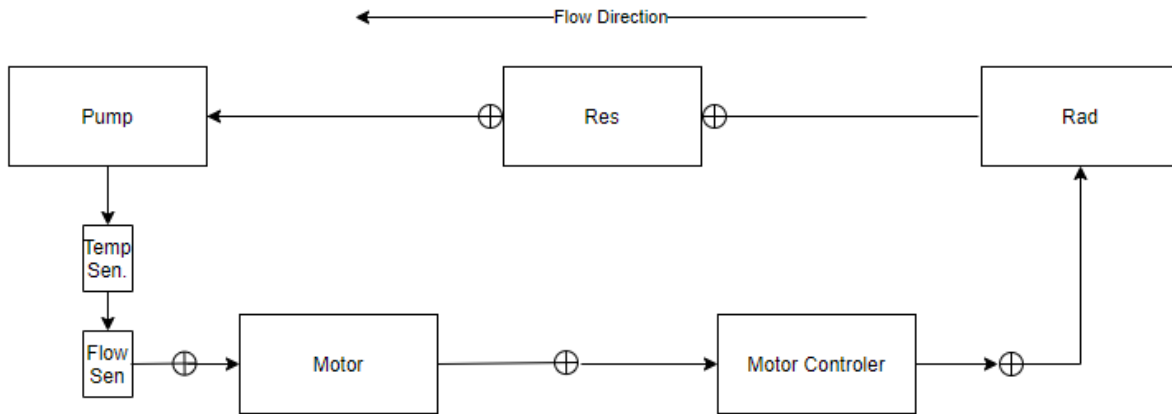 Flow Direction
Pump
Res
Rad
Temp
Sen.
Flow
Sen
Motor
Motor Controler